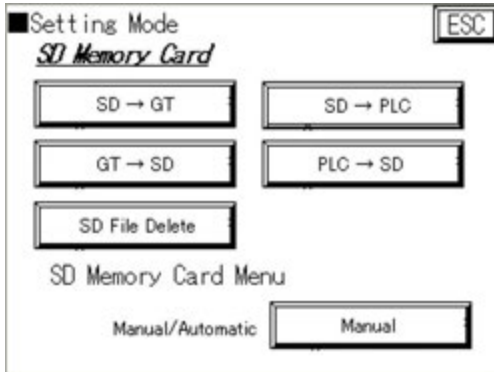 ■Setting Mode ESC
SD Memory Card
SD → GT SD → PLC
GT → SD PLC → SD
SD File Delete
SD Memory Card Menu
Manual/Automatic Manual